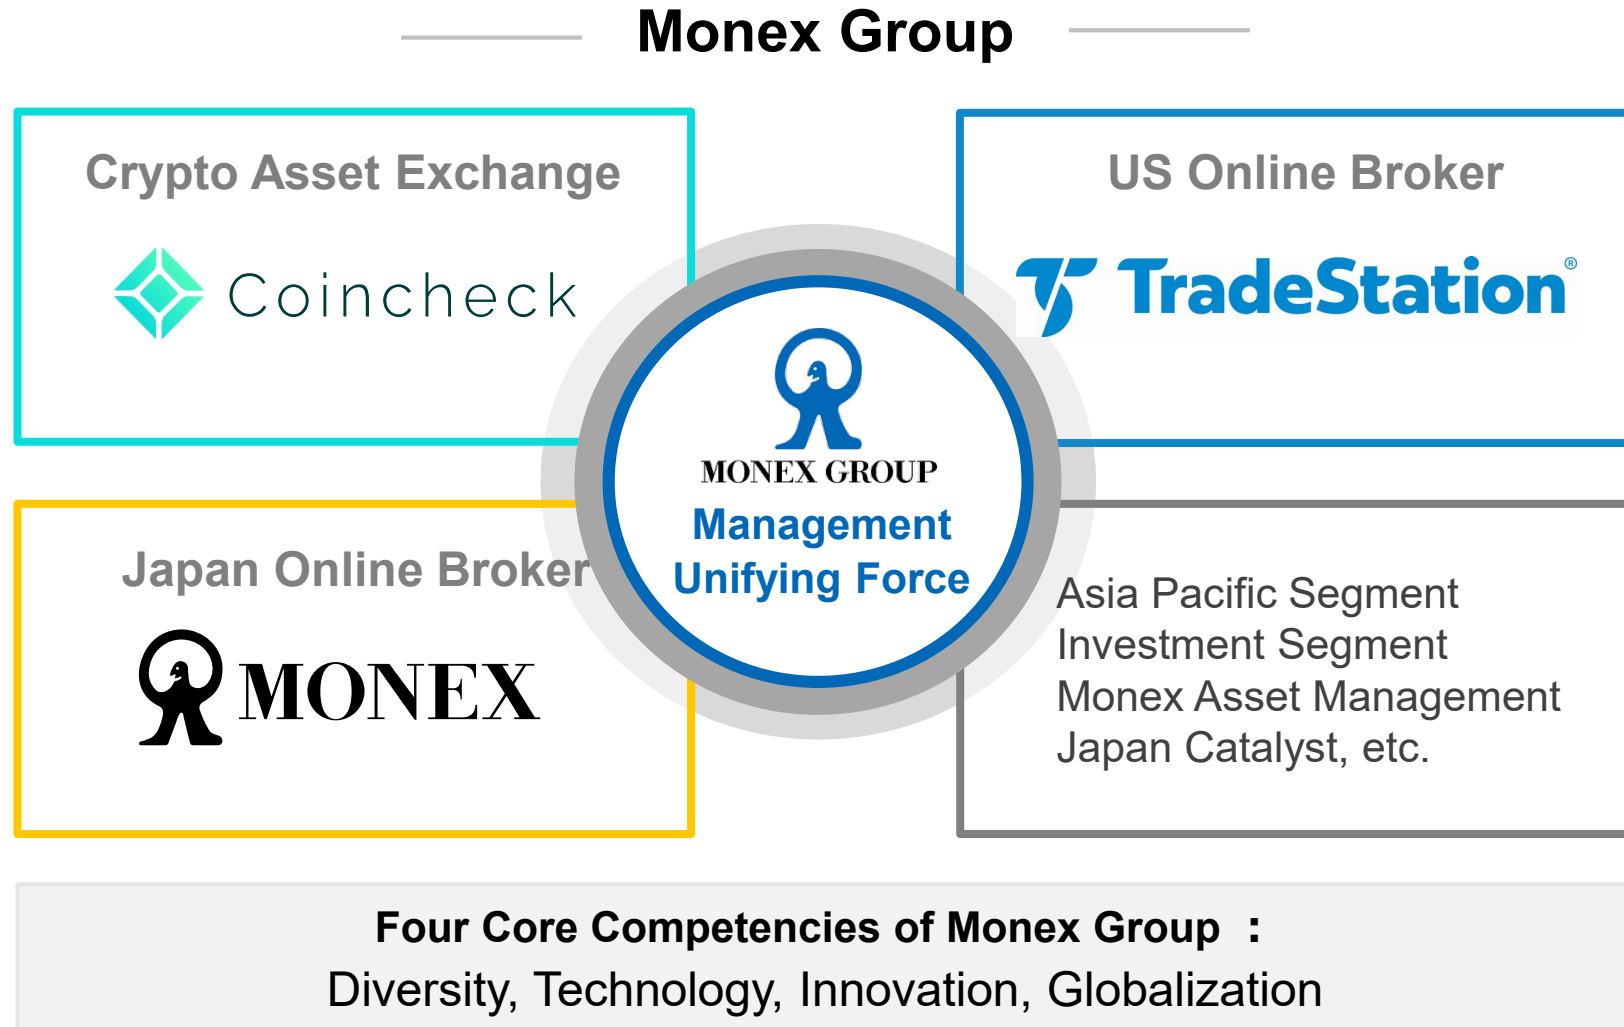 Monex Group
Crypto Asset Exchange
Coincheck
US Online Broker
TradeStation®
MONEX GROUP
Management
Unifying Force
Japan Online Broker
MONEX
Asia Pacific Segment
Investment Segment
Monex Asset Management
Japan Catalyst, etc.
Four Core Competencies of Monex Group ：
Diversity, Technology, Innovation, Globalization